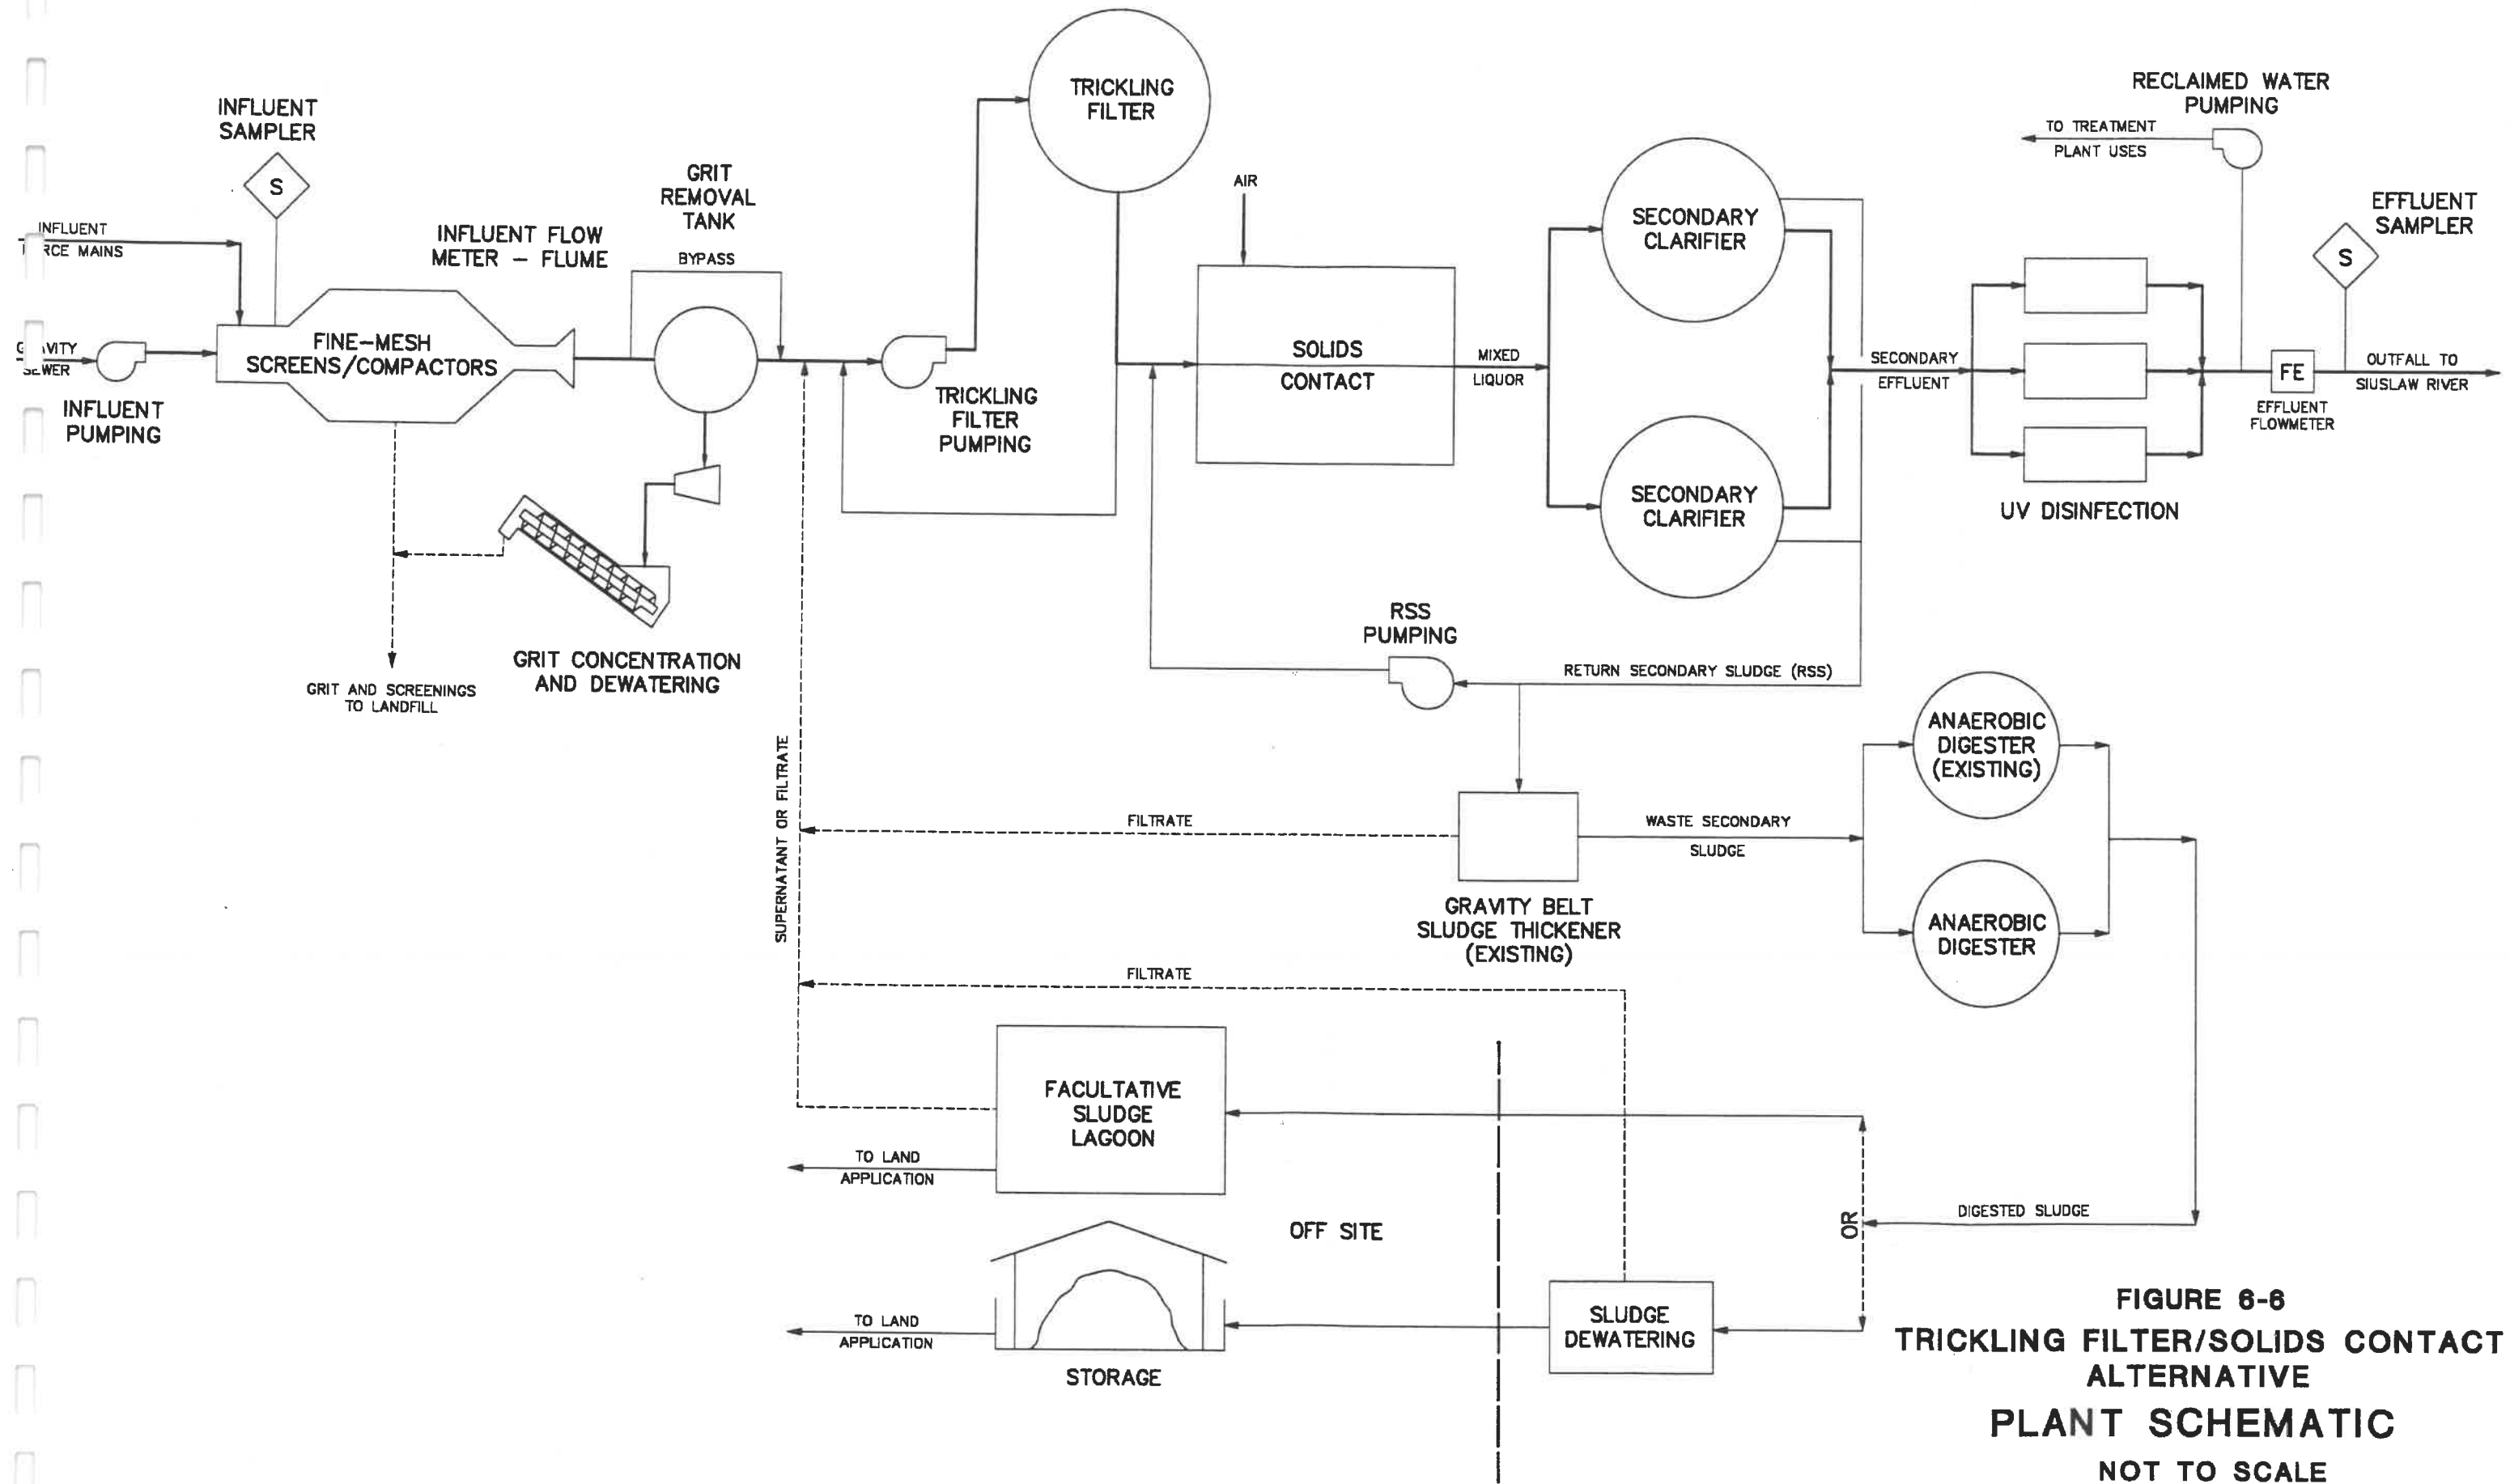 INFLUENT
SAMPLER
S
INFLUENT
MAINS
INFLUENT
PUMPING
FINE-MESH
SCREENS/COMPACTORS
INFLUENT FLOW
METER - FLUME
GRIT
REMOVAL
TANK
BYPASS
GRIT CONCENTRATION
AND DEWATERING
GRIT AND SCREENINGS
TO LANDFILL
TRICKLING
FILTER
PUMPING
TRICKLING
FILTER
AIR
SOLIDS
CONTACT
MIXED
LIQUOR
SECONDARY
CLARIFIER
SECONDARY
CLARIFIER
SECONDARY
EFFLUENT
UV DISINFECTION
RECLAIMED WATER
PUMPING
TO TREATMENT
PLANT USES
EFFLUENT
SAMPLER
S
FE
EFFLUENT
FLOWMETER
OUTFALL TO
SIUSLAW RIVER
RSS
PUMPING
RETURN SECONDARY SLUDGE (RSS)
SUPERNATANT OR FILTRATE
FILTRATE
GRAVITY BELT
SLUDGE THICKENER
(EXISTING)
WASTE SECONDARY
SLUDGE
ANAEROBIC
DIGESTER
(EXISTING)
ANAEROBIC
DIGESTER
FILTRATE
FACULTATIVE
SLUDGE
LAGOON
TO LAND
APPLICATION
OFF SITE
OR
DIGESTED SLUDGE
TO LAND
APPLICATION
STORAGE
SLUDGE
DEWATERING
FIGURE 6-6
TRICKLING FILTER/SOLIDS CONTACT
ALTERNATIVE
PLANT SCHEMATIC
NOT TO SCALE